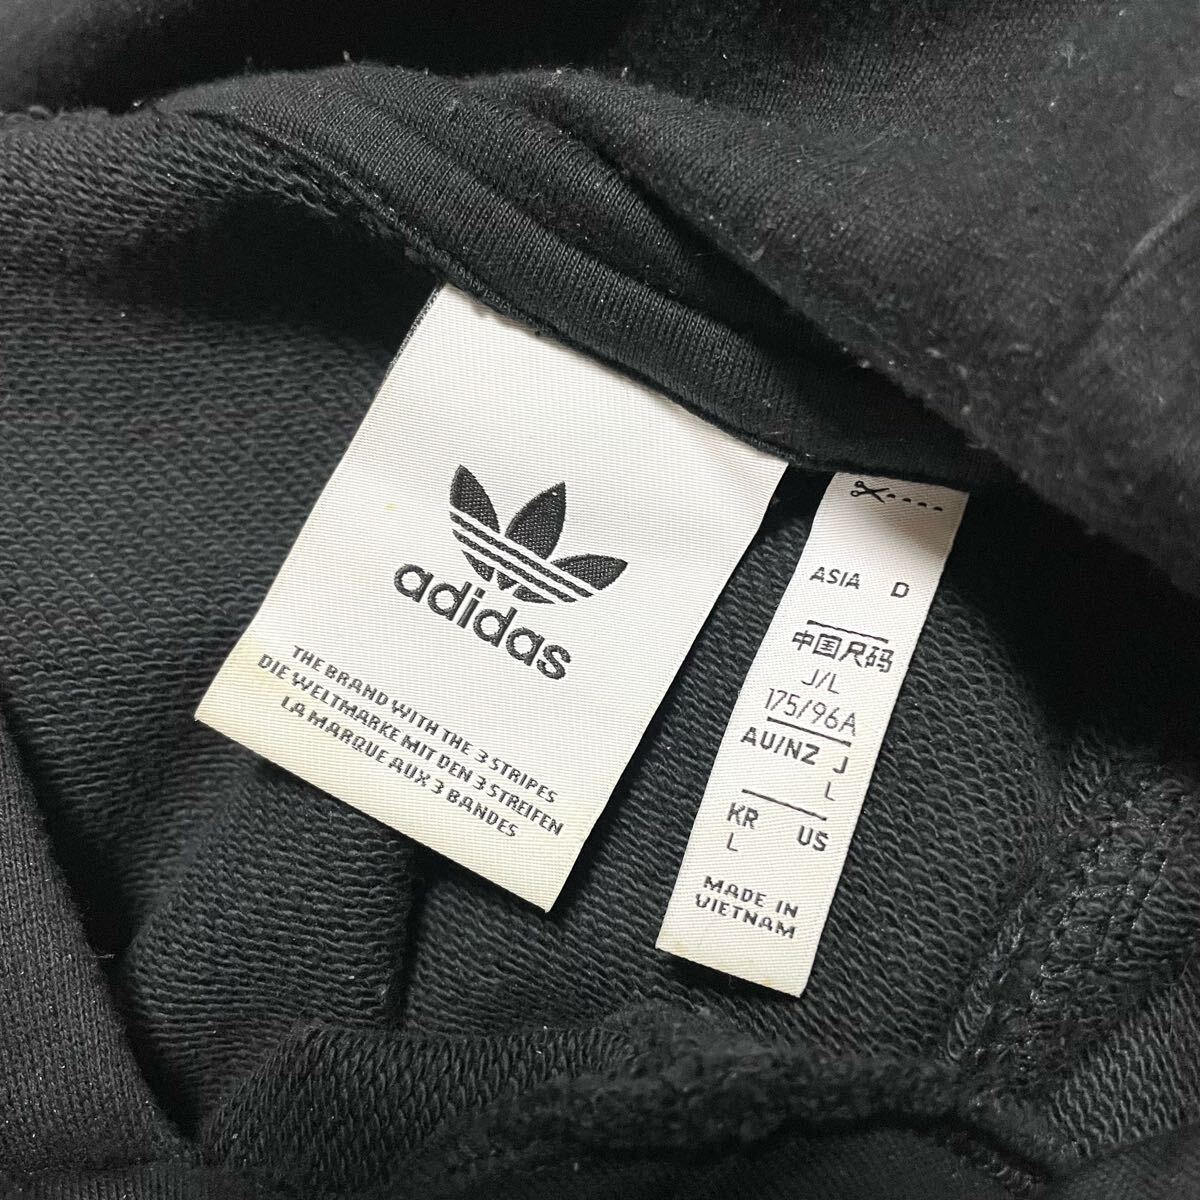 adidas
THE BRAND WITH THE 3 STRIPES
DIE WELTMARKE MIT DEN 3 STREIFEN
LA MARQUE AUX 3 BANDES
ASIA D
中国尺码
J/L
175/96A
AU/NZ J
L
KR US
L
MADE IN
VIETNAM